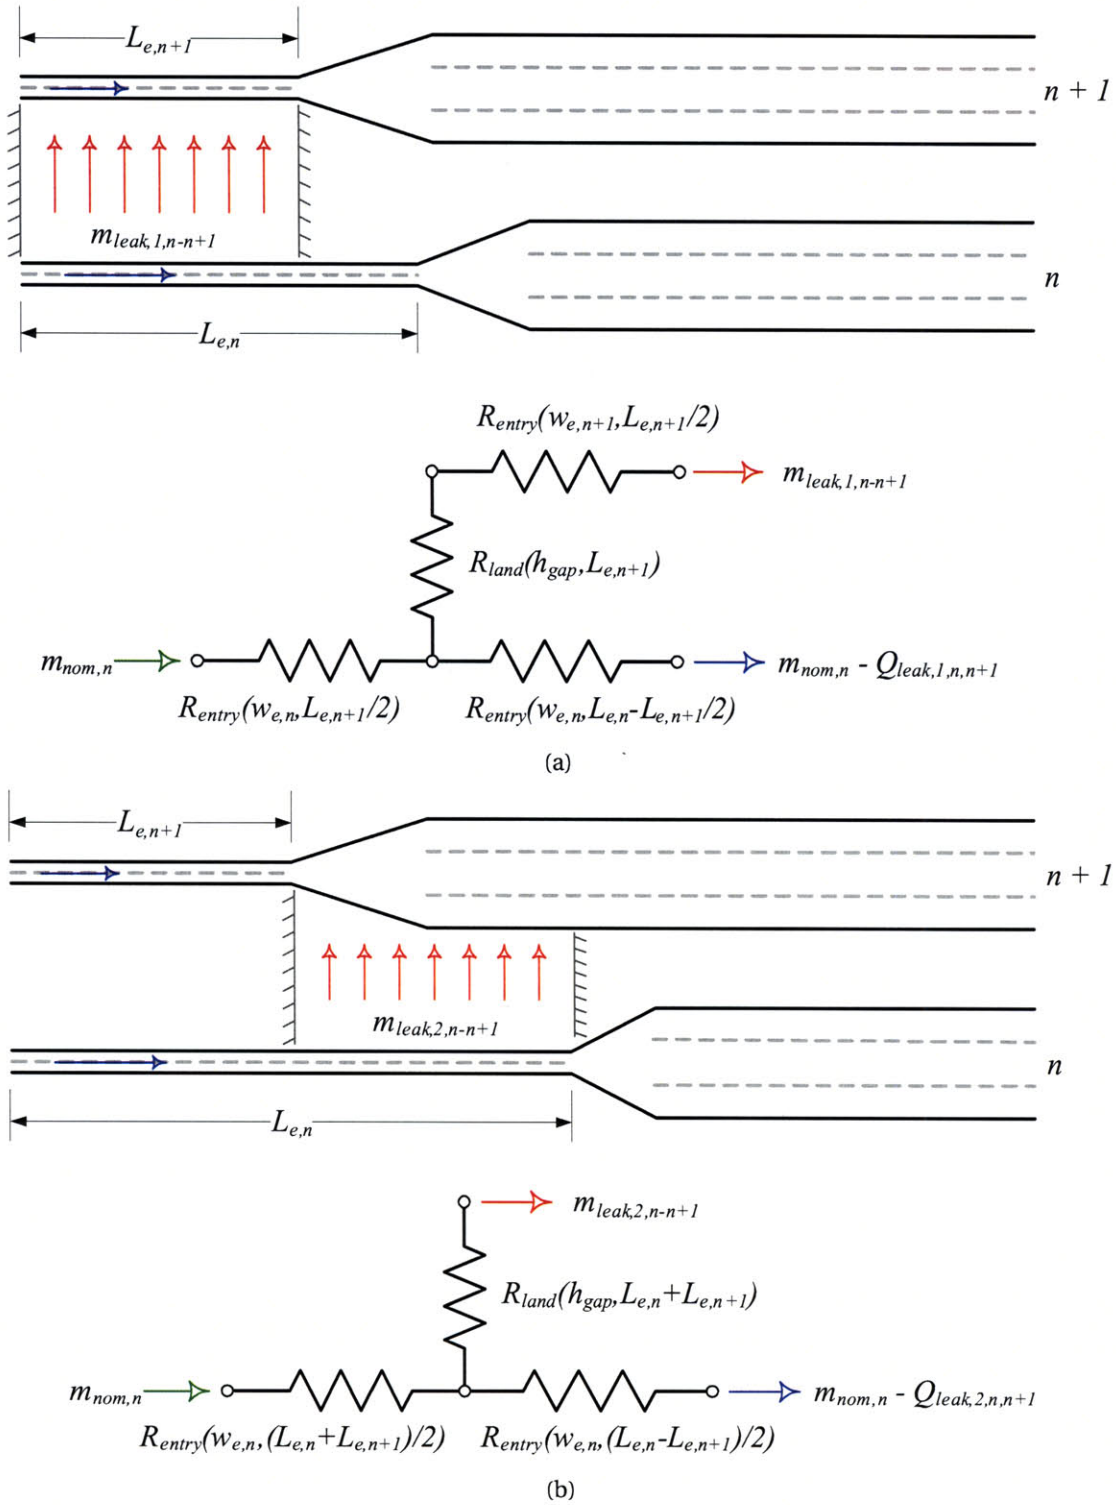 L_{e,n+1}
n + 1
m_{leak,1,n-n+1}
n
L_{e,n}
R_{entry}(w_{e,n+1},L_{e,n+1}/2)
m_{leak,1,n-n+1}
R_{land}(h_{gap},L_{e,n+1})
m_{nom,n}
m_{nom,n} - Q_{leak,1,n,n+1}
R_{entry}(w_{e,n},L_{e,n+1}/2)
R_{entry}(w_{e,n},L_{e,n}-L_{e,n+1}/2)
(a)
L_{e,n+1}
n + 1
m_{leak,2,n-n+1}
n
L_{e,n}
m_{leak,2,n-n+1}
R_{land}(h_{gap},L_{e,n}+L_{e,n+1})
m_{nom,n}
m_{nom,n} - Q_{leak,2,n,n+1}
R_{entry}(w_{e,n},(L_{e,n}+L_{e,n+1})/2)
R_{entry}(w_{e,n},(L_{e,n}-L_{e,n+1})/2)
(b)